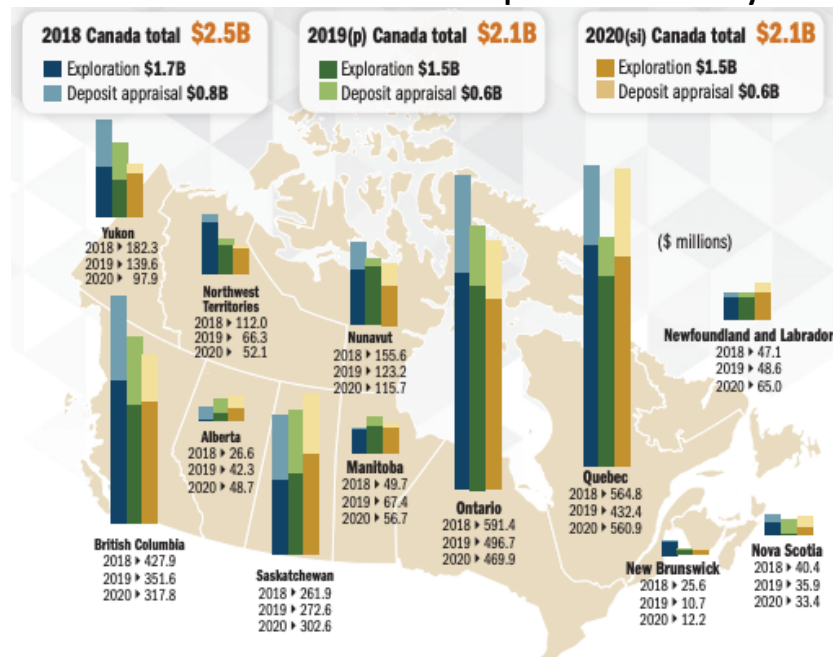 2018 Canada total $2.5B
Exploration $1.7B
Deposit appraisal $0.8B
2019(p) Canada total $2.1B
Exploration $1.5B
Deposit appraisal $0.6B
2020(si) Canada total $2.1B
Exploration $1.5B
Deposit appraisal $0.6B
($ millions)
Yukon
2018 ▸ 182.3
2019 ▸ 139.6
2020 ▸ 97.9
Northwest
Territories
2018 ▸ 112.0
2019 ▸ 66.3
2020 ▸ 52.1
Nunavut
2018 ▸ 155.6
2019 ▸ 123.2
2020 ▸ 115.7
Newfoundland and Labrador
2018 ▸ 47.1
2019 ▸ 48.6
2020 ▸ 65.0
British Columbia
2018 ▸ 427.9
2019 ▸ 351.6
2020 ▸ 317.8
Alberta
2018 ▸ 26.6
2019 ▸ 42.3
2020 ▸ 48.7
Saskatchewan
2018 ▸ 261.9
2019 ▸ 272.6
2020 ▸ 302.6
Manitoba
2018 ▸ 49.7
2019 ▸ 67.4
2020 ▸ 56.7
Ontario
2018 ▸ 591.4
2019 ▸ 496.7
2020 ▸ 469.9
Quebec
2018 ▸ 564.8
2019 ▸ 432.4
2020 ▸ 560.9
New Brunswick
2018 ▸ 25.6
2019 ▸ 10.7
2020 ▸ 12.2
Nova Scotia
2018 ▸ 40.4
2019 ▸ 35.9
2020 ▸ 33.4